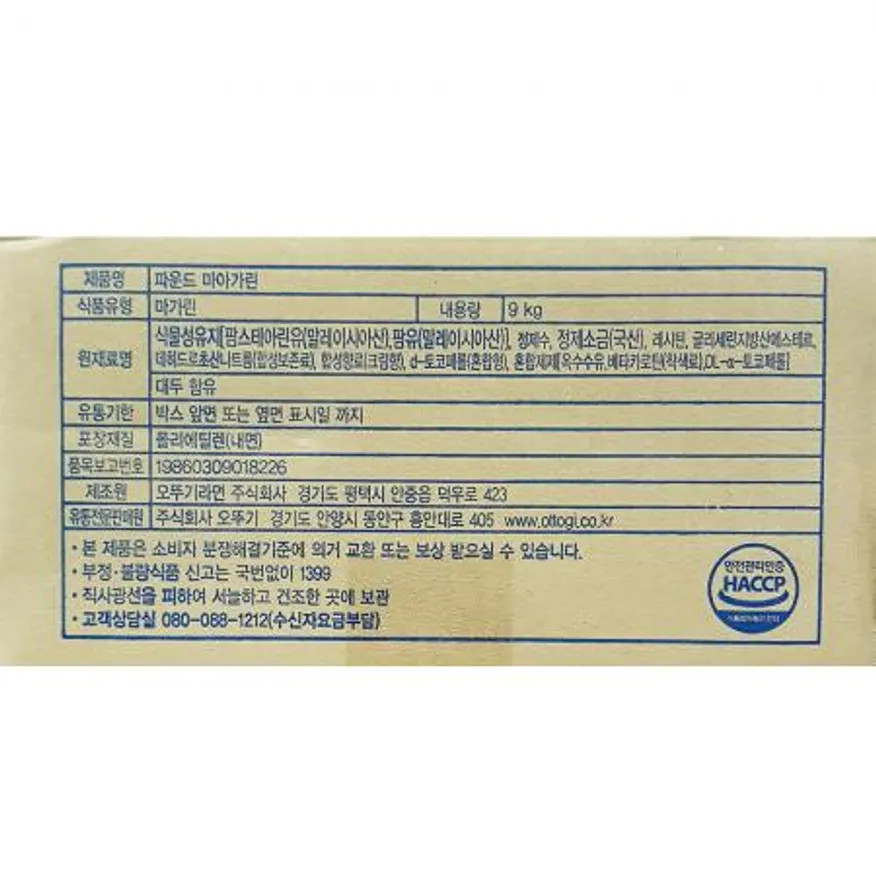 제품명 파운드 마아가린
식품유형 마가린 내용량 9 kg
원재료명 식물성유지[팜스테아린유(말레이시아산),팜유(말레이시아산)], 정제수, 정제소금(국산), 레시틴, 글리세린지방산에스테르,
데히드로초산나트륨(합성보존료), 합성향료(크림향), d-토코페롤(혼합형), 혼합제제[옥수수유,베타카로틴(착색료),DL-α-토코페롤]
대두 함유
유통기한 박스 앞면 또는 옆면 표시일 까지
포장재질 폴리에틸렌(내면)
품목보고번호 19860309018226
제조원 오뚜기라면 주식회사 경기도 평택시 안중읍 덕우로 423
유통전문판매원 주식회사 오뚜기 경기도 안양시 동안구 흥안대로 405 www.ottogi.co.kr
• 본 제품은 소비자 분쟁해결기준에 의거 교환 또는 보상 받으실 수 있습니다.
• 부정·불량식품 신고는 국번없이 1399
• 직사광선을 피하여 서늘하고 건조한 곳에 보관
• 고객상담실 080-088-1212(수신자요금부담)
안전관리인증
HACCP